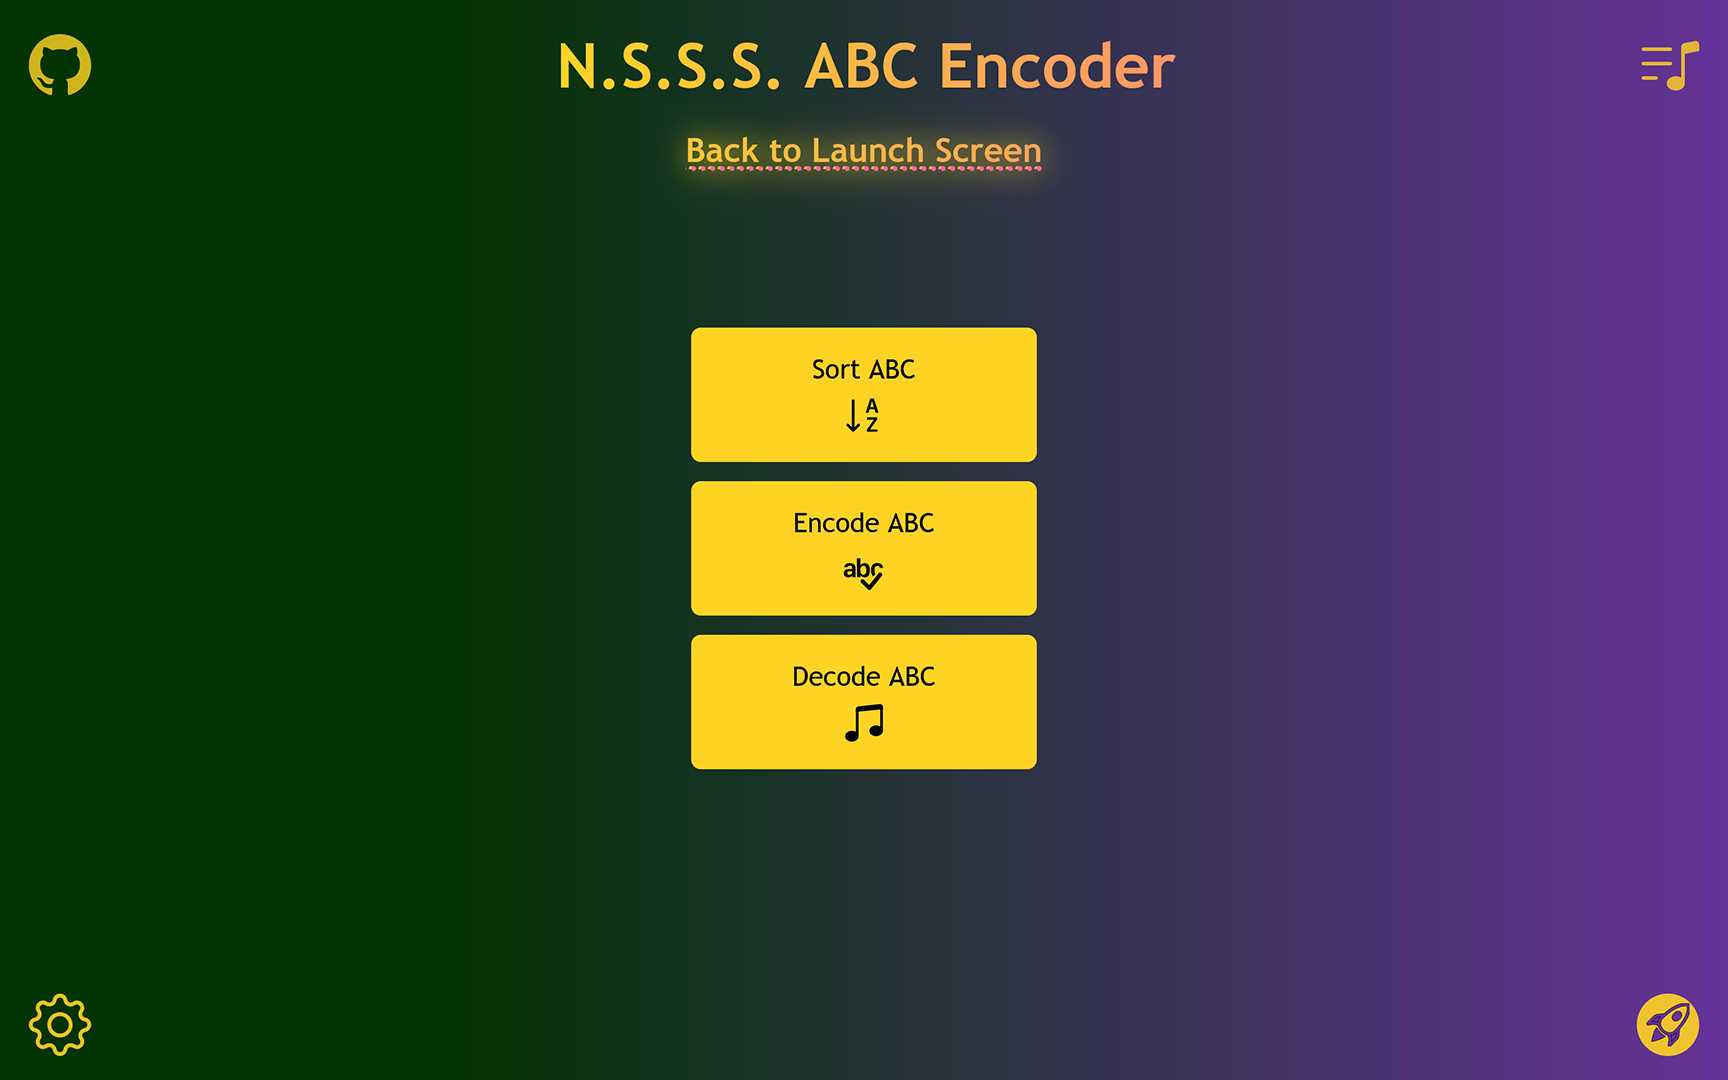 N.S.S.S. ABC Encoder
Back to Launch Screen
Sort ABC
A
Z
Encode ABC
abc
Decode ABC